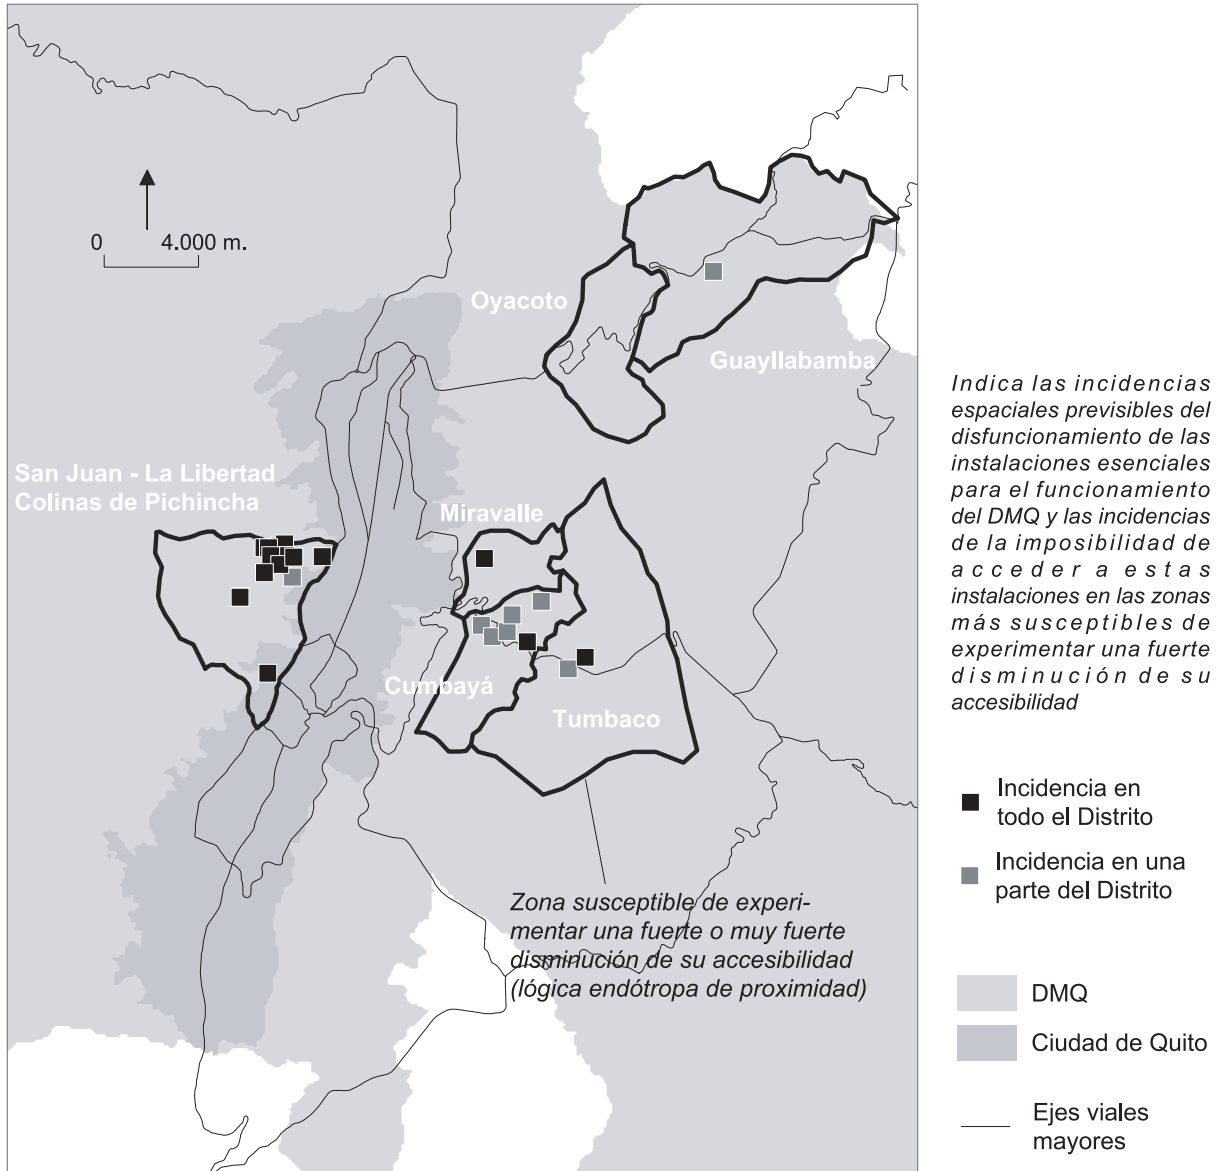 0 4.000 m.
Oyacoto
Guayllabamba
San Juan - La Libertad
Colinas de Pichincha
Miravalle
Cumbayá
Tumbaco
Zona susceptible de experi-
mentar una fuerte o muy fuerte
disminución de su accesibilidad
(lógica endótropa de proximidad)
Indica las incidencias
espaciales previsibles del
disfuncionamiento de las
instalaciones esenciales
para el funcionamiento
del DMQ y las incidencias
de la imposibilidad de
acceder a estas
instalaciones en las zonas
más susceptibles de
experimentar una fuerte
disminución de su
accesibilidad
Incidencia en
todo el Distrito
Incidencia en una
parte del Distrito
DMQ
Ciudad de Quito
Ejes viales
mayores